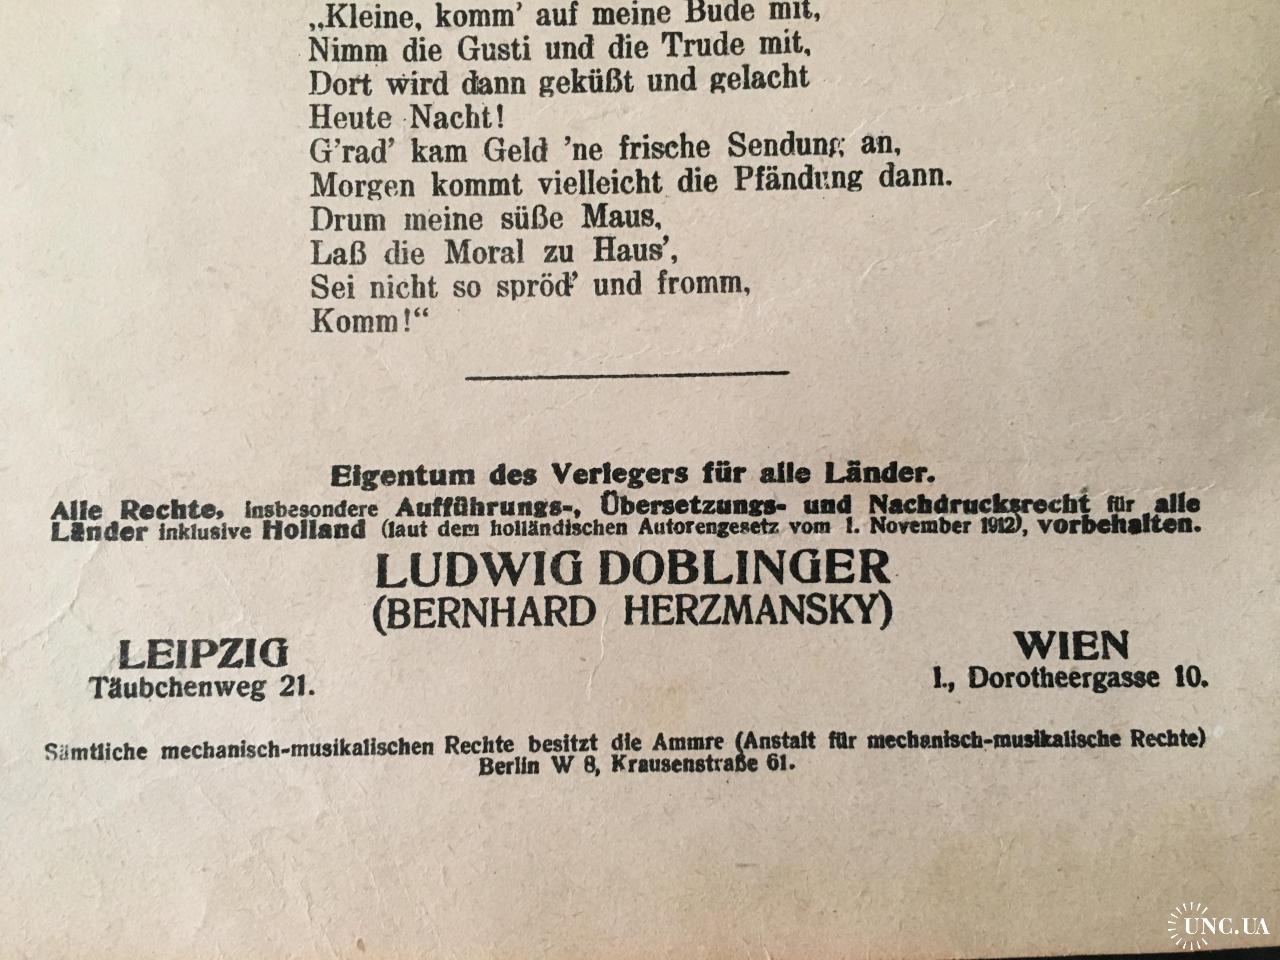 „Kleine, komm’ auf meine Bude mit,
Nimm die Gusti und die Trude mit,
Dort wird dann geküßt und gelacht
Heute Nacht!
G’rad’ kam Geld ’ne frische Sendung an,
Morgen kommt vielleicht die Pfändung dann.
Drum meine süße Maus,
Laß die Moral zu Haus’,
Sei nicht so spröd’ und fromm,
Komm!“
Eigentum des Verlegers für alle Länder.
Alle Rechte, insbesondere Aufführungs-, Übersetzungs- und Nachdrucksrecht für alle
Länder inklusive Holland (laut dem holländischen Autorengesetz vom 1. November 1912), vorbehalten.
LUDWIG DOBLINGER
(BERNHARD HERZMANSKY)
LEIPZIG
Täubchenweg 21.
WIEN
I., Dorotheergasse 10.
Sämtliche mechanisch-musikalischen Rechte besitzt die Ammre (Anstalt für mechanisch-musikalische Rechte)
Berlin W 8, Krausenstraße 61.
UNC.UA